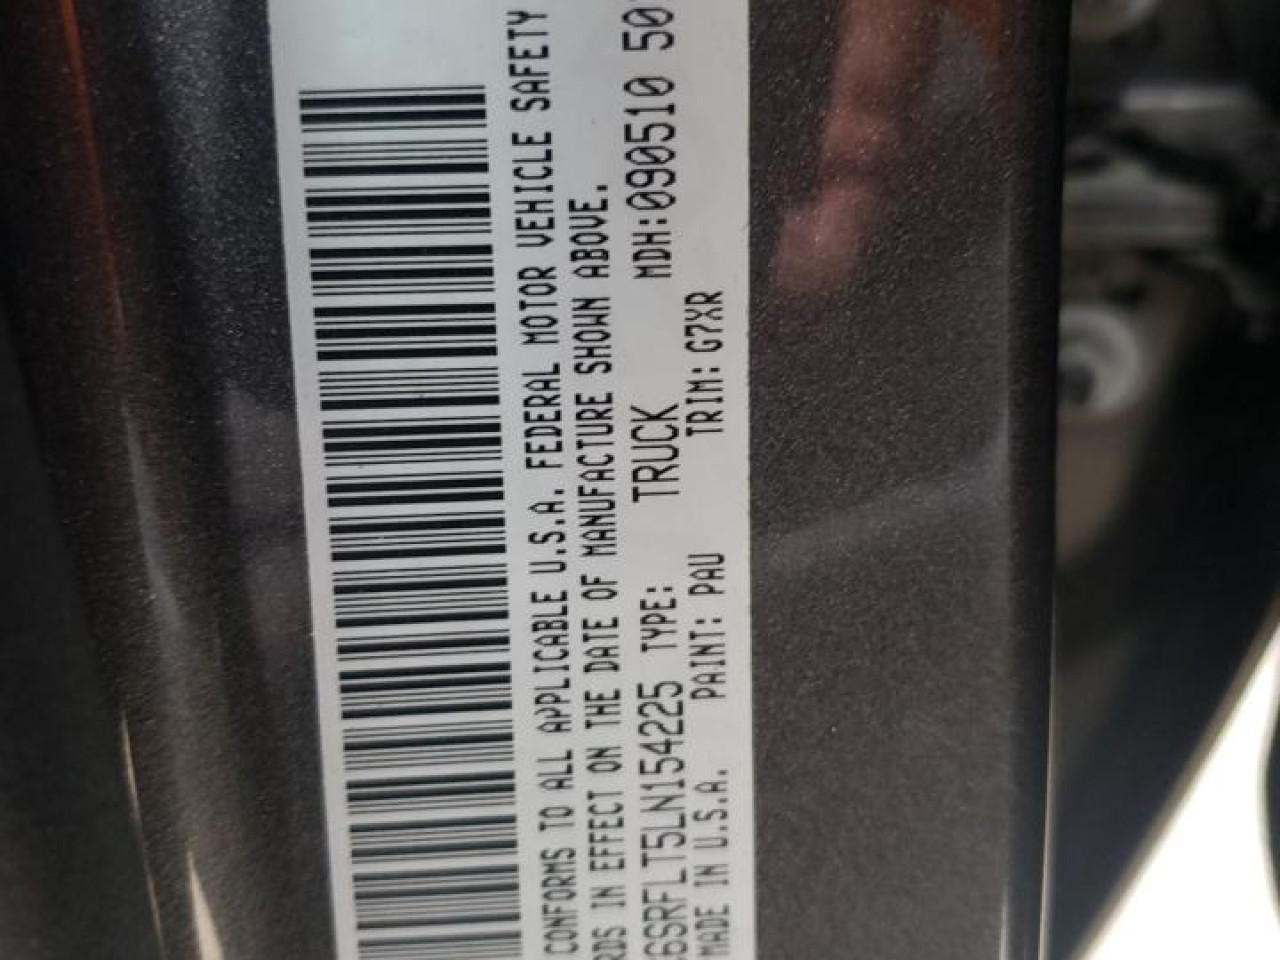 CONFORMS TO ALL APPLICABLE U.S.A. FEDERAL MOTOR VEHICLE SAFETY
RDS IN EFFECT ON THE DATE OF MANUFACTURE SHOWN ABOVE.
6SRFLT5LN154225 TYPE: TRUCK MDH:090510 50
MADE IN U.S.A. PAINT: PAU TRIM: G7XR